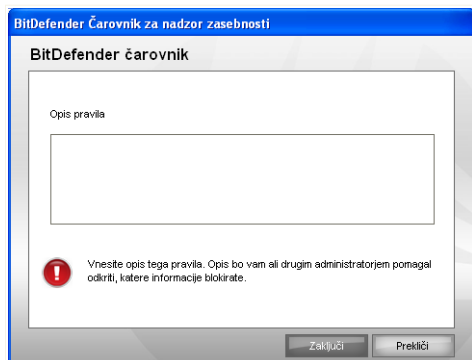 BitDefender Čarovnik za nadzor zasebnosti
BitDefender čarovnik
Opis pravila
Vnesite opis tega pravila. Opis bo vam ali drugim administratorjem pomagal
odkriti, katere informacije blokirate.
Zaključi
Prekliči